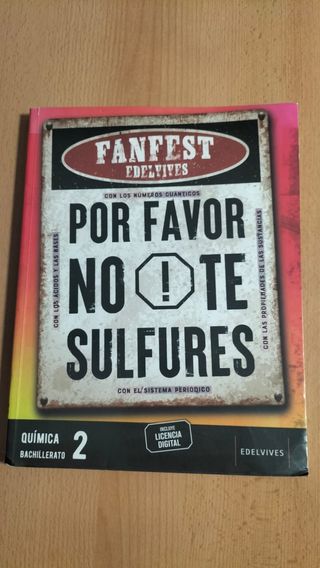 FANFEST
EDELVIVES
CON LOS NÚMEROS CUÁNTICOS
POR FAVOR
NO ! TE
SULFURES
CON LOS ÁCIDOS Y LAS BASES
CON LAS PROPIEDADES DE LAS SUSTANCIAS
CON EL SISTEMA PERIÓDICO
QUÍMICA
BACHILLERATO 2
INCLUYE
LICENCIA
DIGITAL
EDELVIVES